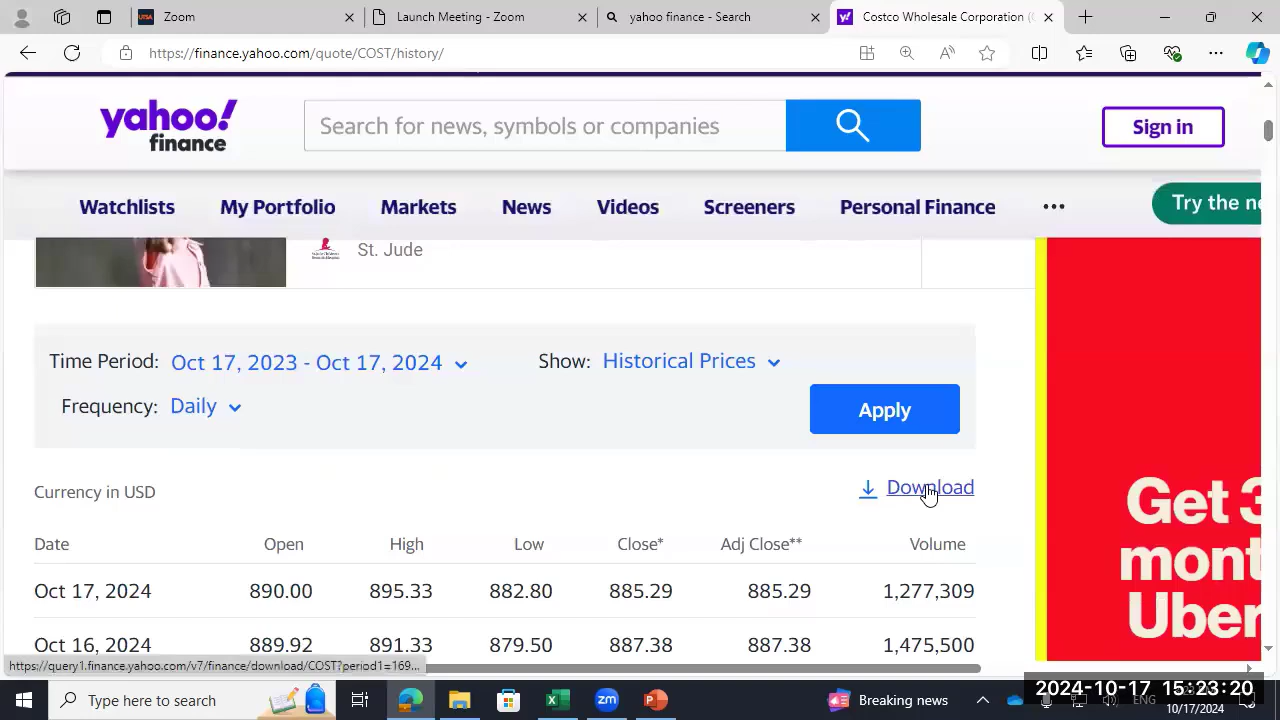 Zoom
Launch Meeting - Zoom
yahoo finance - Search
Costco Wholesale Corporation (
https://finance.yahoo.com/quote/COST/history/
yahoo!
finance
Search for news, symbols or companies
Sign in
Watchlists
My Portfolio
Markets
News
Videos
Screeners
Personal Finance
Try the ne
St. Jude
Time Period: Oct 17, 2023 - Oct 17, 2024
Show: Historical Prices
Frequency: Daily
Apply
Currency in USD
Download
Date Open High Low Close* Adj Close** Volume
Oct 17, 2024 890.00 895.33 882.80 885.29 885.29 1,277,309
Oct 16, 2024 889.92 891.33 879.50 887.38 887.38 1,475,500
Get 3
mont
Uber
https://query1.finance.yahoo.com/v7/finance/download/COST?period1=169...
Type here to search
Breaking news
ENG
2024-10-17 15:23:20
10/17/2024